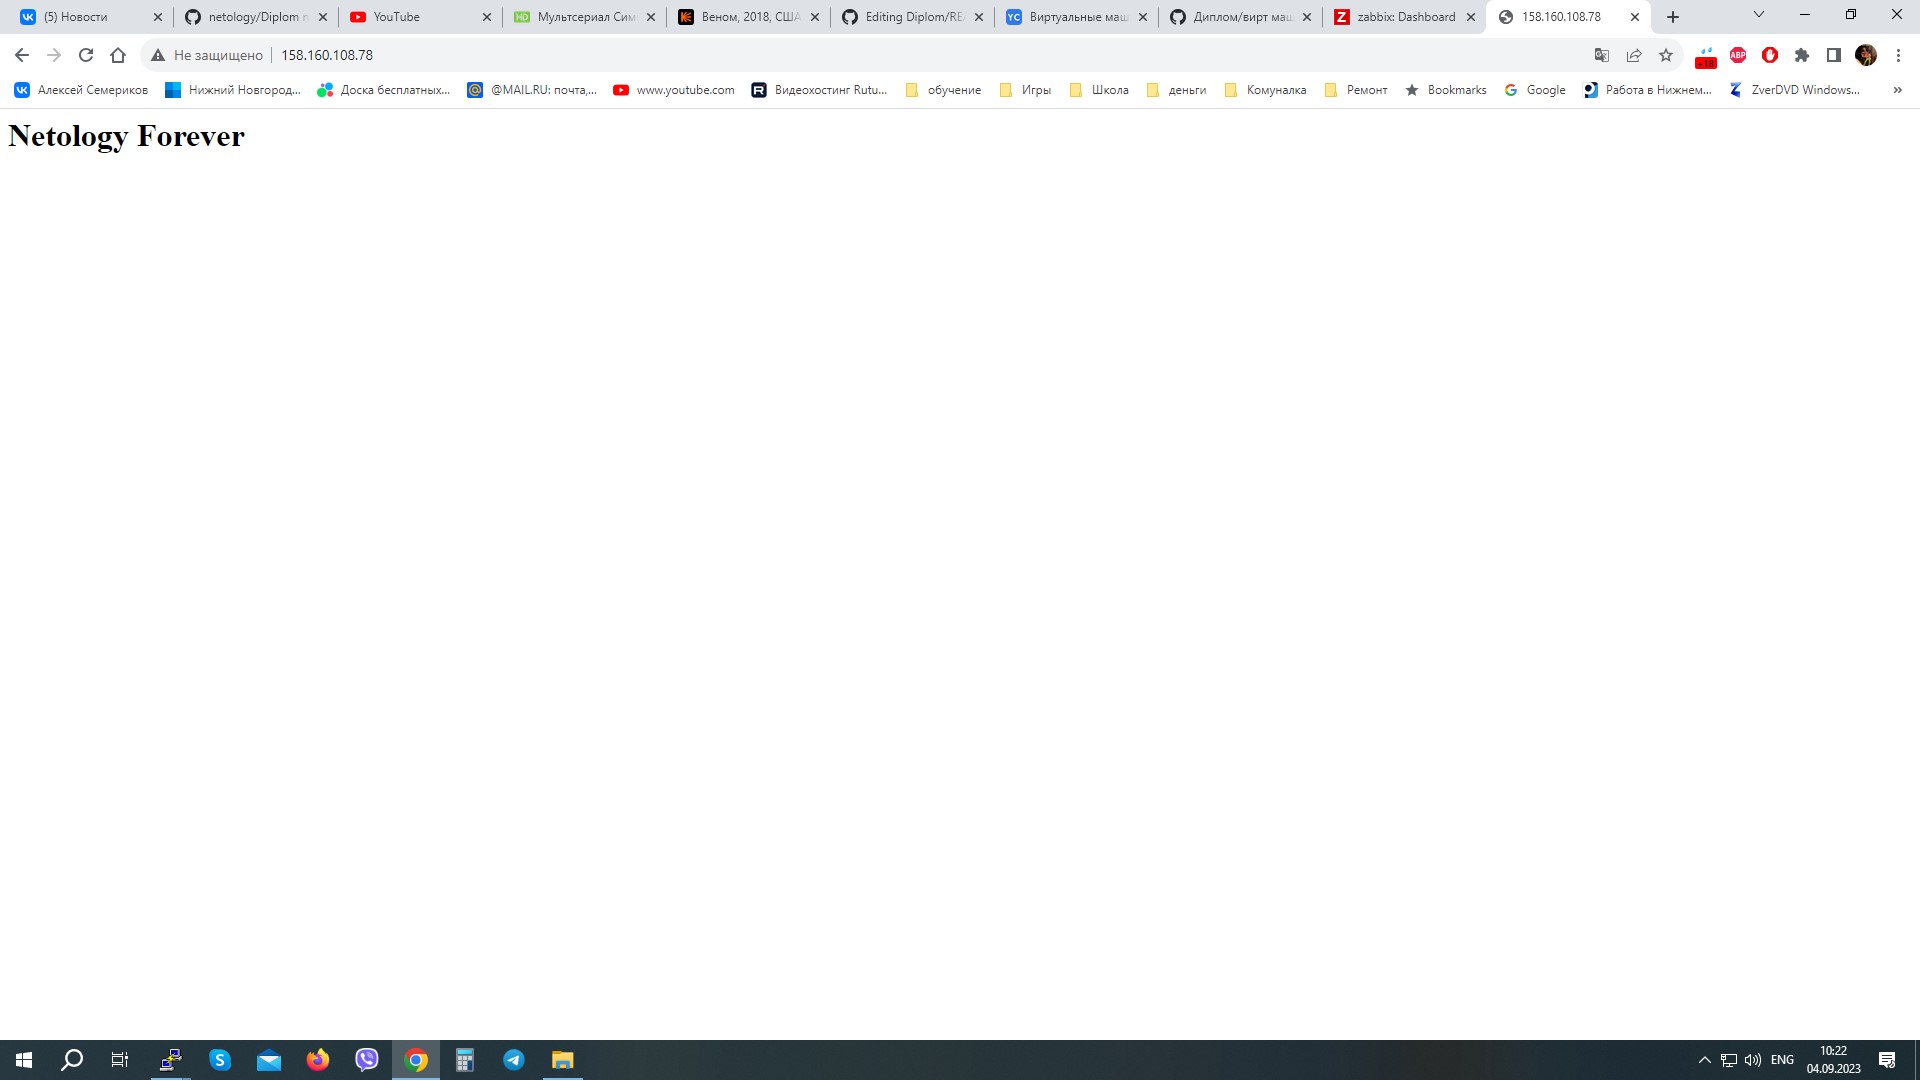 (5) Новости
netology/Diplom n
YouTube
Мультсериал Сим
Веном, 2018, США
Editing Diplom/REA
Виртуальные маш
Диплом/вирт маш
zabbix: Dashboard
158.160.108.78
Не защищено
158.160.108.78
+18
ABP
Алексей Семериков
Нижний Новгород...
Доска бесплатных...
@MAIL.RU: почта,...
www.youtube.com
Видеохостинг Rutu...
обучение
Игры
Школа
деньги
Комуналка
Ремонт
Bookmarks
Google
Работа в Нижнем...
ZverDVD Windows...
Netology Forever
ENG
10:22
04.09.2023